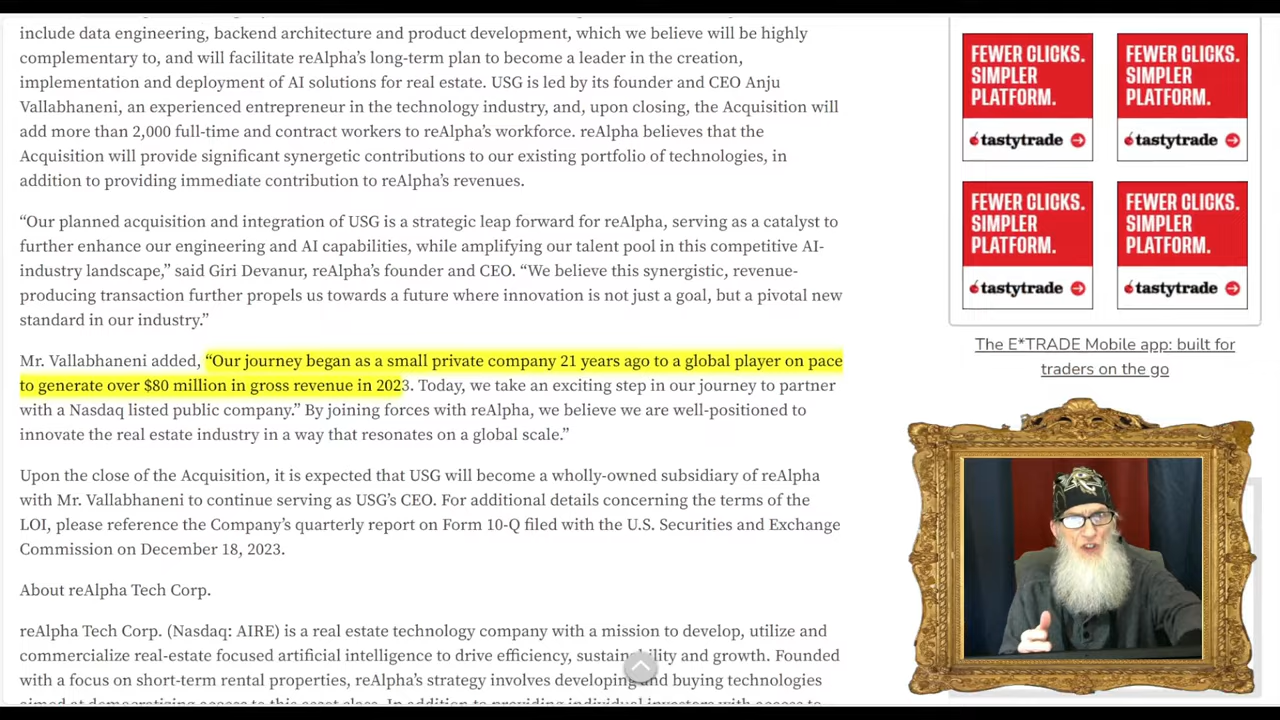 include data engineering, backend architecture and product development, which we believe will be highly
complementary to, and will facilitate reAlpha’s long-term plan to become a leader in the creation,
implementation and deployment of AI solutions for real estate. USG is led by its founder and CEO Anju
Vallabhaneni, an experienced entrepreneur in the technology industry, and, upon closing, the Acquisition will
add more than 2,000 full-time and contract workers to reAlpha’s workforce. reAlpha believes that the
Acquisition will provide significant synergetic contributions to our existing portfolio of technologies, in
addition to providing immediate contribution to reAlpha’s revenues.
“Our planned acquisition and integration of USG is a strategic leap forward for reAlpha, serving as a catalyst to
further enhance our engineering and AI capabilities, while amplifying our talent pool in this competitive AI-
industry landscape,” said Giri Devanur, reAlpha’s founder and CEO. “We believe this synergistic, revenue-
producing transaction further propels us towards a future where innovation is not just a goal, but a pivotal new
standard in our industry.”
Mr. Vallabhaneni added, “Our journey began as a small private company 21 years ago to a global player on pace
to generate over $80 million in gross revenue in 2023. Today, we take an exciting step in our journey to partner
with a Nasdaq listed public company.” By joining forces with reAlpha, we believe we are well-positioned to
innovate the real estate industry in a way that resonates on a global scale.”
Upon the close of the Acquisition, it is expected that USG will become a wholly-owned subsidiary of reAlpha
with Mr. Vallabhaneni to continue serving as USG’s CEO. For additional details concerning the terms of the
LOI, please reference the Company’s quarterly report on Form 10-Q filed with the U.S. Securities and Exchange
Commission on December 18, 2023.
About reAlpha Tech Corp.
reAlpha Tech Corp. (Nasdaq: AIRE) is a real estate technology company with a mission to develop, utilize and
commercialize real-estate focused artificial intelligence to drive efficiency, sustainability and growth. Founded
with a focus on short-term rental properties, reAlpha’s strategy involves developing and buying technologies
FEWER CLICKS.
SIMPLER
PLATFORM.
tastytrade
FEWER CLICKS.
SIMPLER
PLATFORM.
tastytrade
FEWER CLICKS.
SIMPLER
PLATFORM.
tastytrade
FEWER CLICKS.
SIMPLER
PLATFORM.
tastytrade
The E*TRADE Mobile app: built for
traders on the go